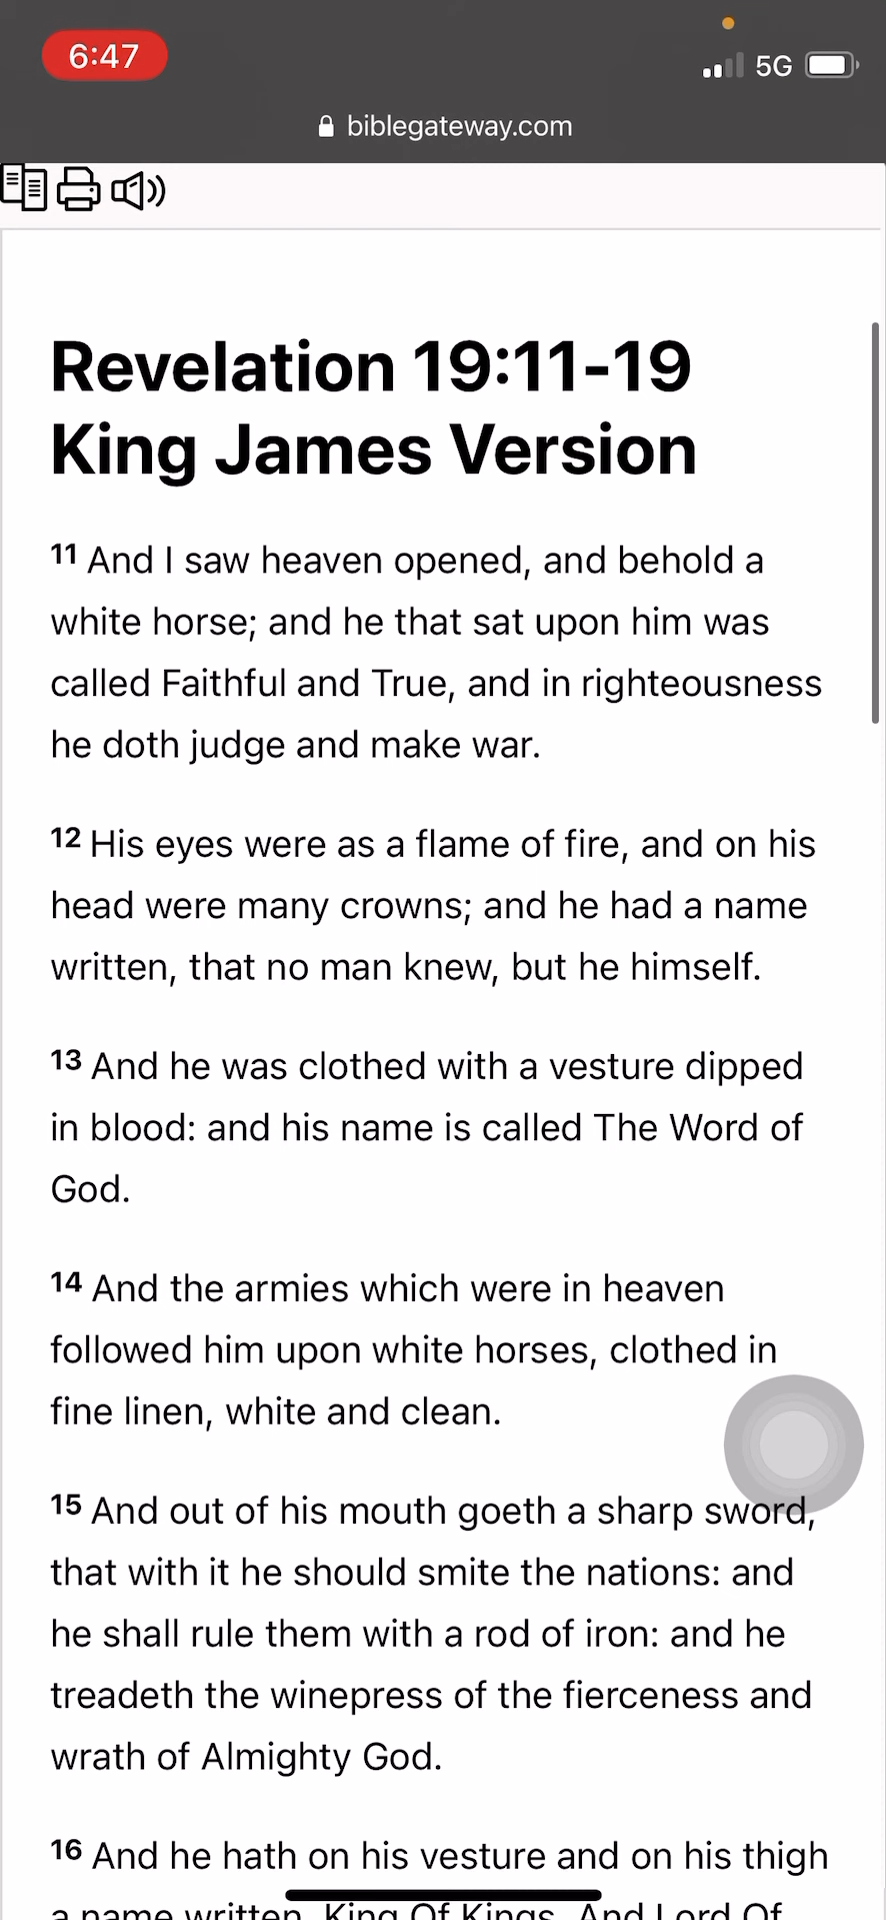 6:47
5G
biblegateway.com
Revelation 19:11-19
King James Version
11 And I saw heaven opened, and behold a
white horse; and he that sat upon him was
called Faithful and True, and in righteousness
he doth judge and make war.
12 His eyes were as a flame of fire, and on his
head were many crowns; and he had a name
written, that no man knew, but he himself.
13 And he was clothed with a vesture dipped
in blood: and his name is called The Word of
God.
14 And the armies which were in heaven
followed him upon white horses, clothed in
fine linen, white and clean.
15 And out of his mouth goeth a sharp sword,
that with it he should smite the nations: and
he shall rule them with a rod of iron: and he
treadeth the winepress of the fierceness and
wrath of Almighty God.
16 And he hath on his vesture and on his thigh
a name written, King Of Kings, And Lord Of